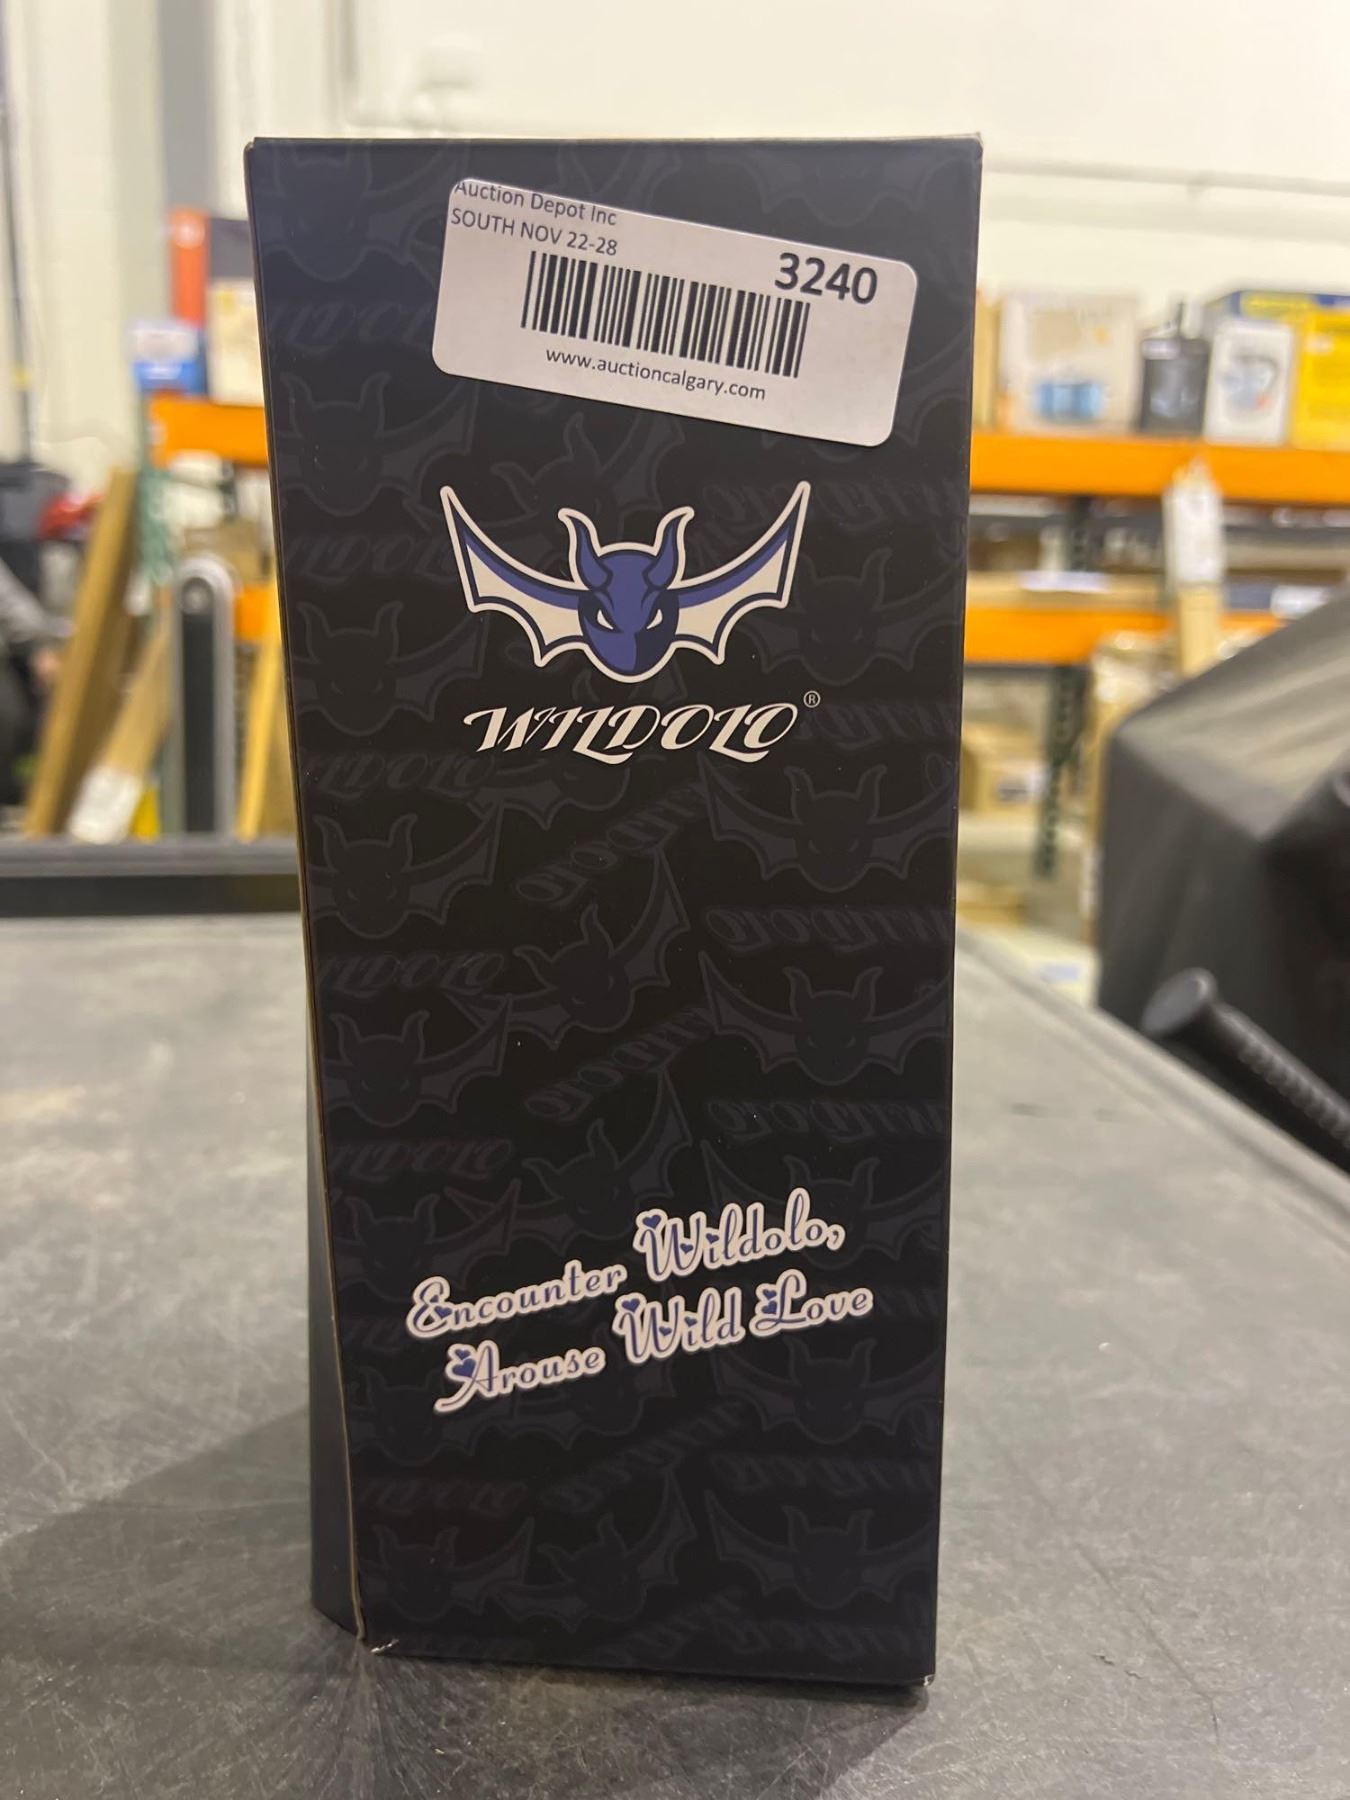 Auction Depot Inc
SOUTH NOV 22-28
3240
www.auctioncalgary.com
WILDOLO®
Encounter Wildolo,
Arouse Wild Love